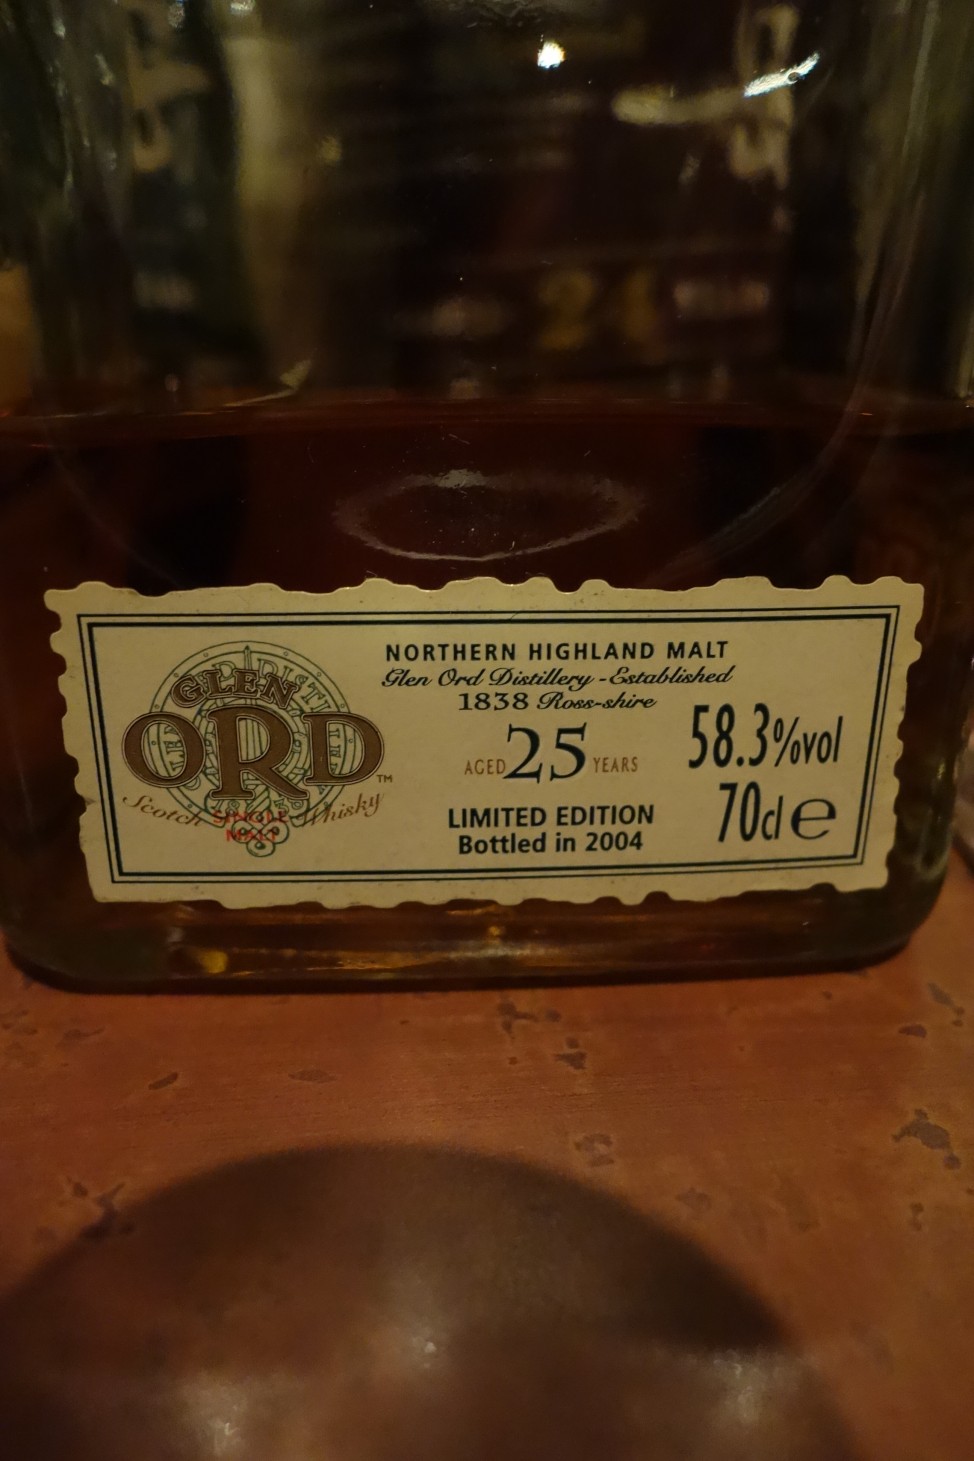 GLEN
ORD
TM
Scotch Whisky
SINGLE
MALT
NORTHERN HIGHLAND MALT
Glen Ord Distillery - Established
1838 Ross-shire
AGED 25 YEARS
LIMITED EDITION
Bottled in 2004
58.3%vol
70cl e